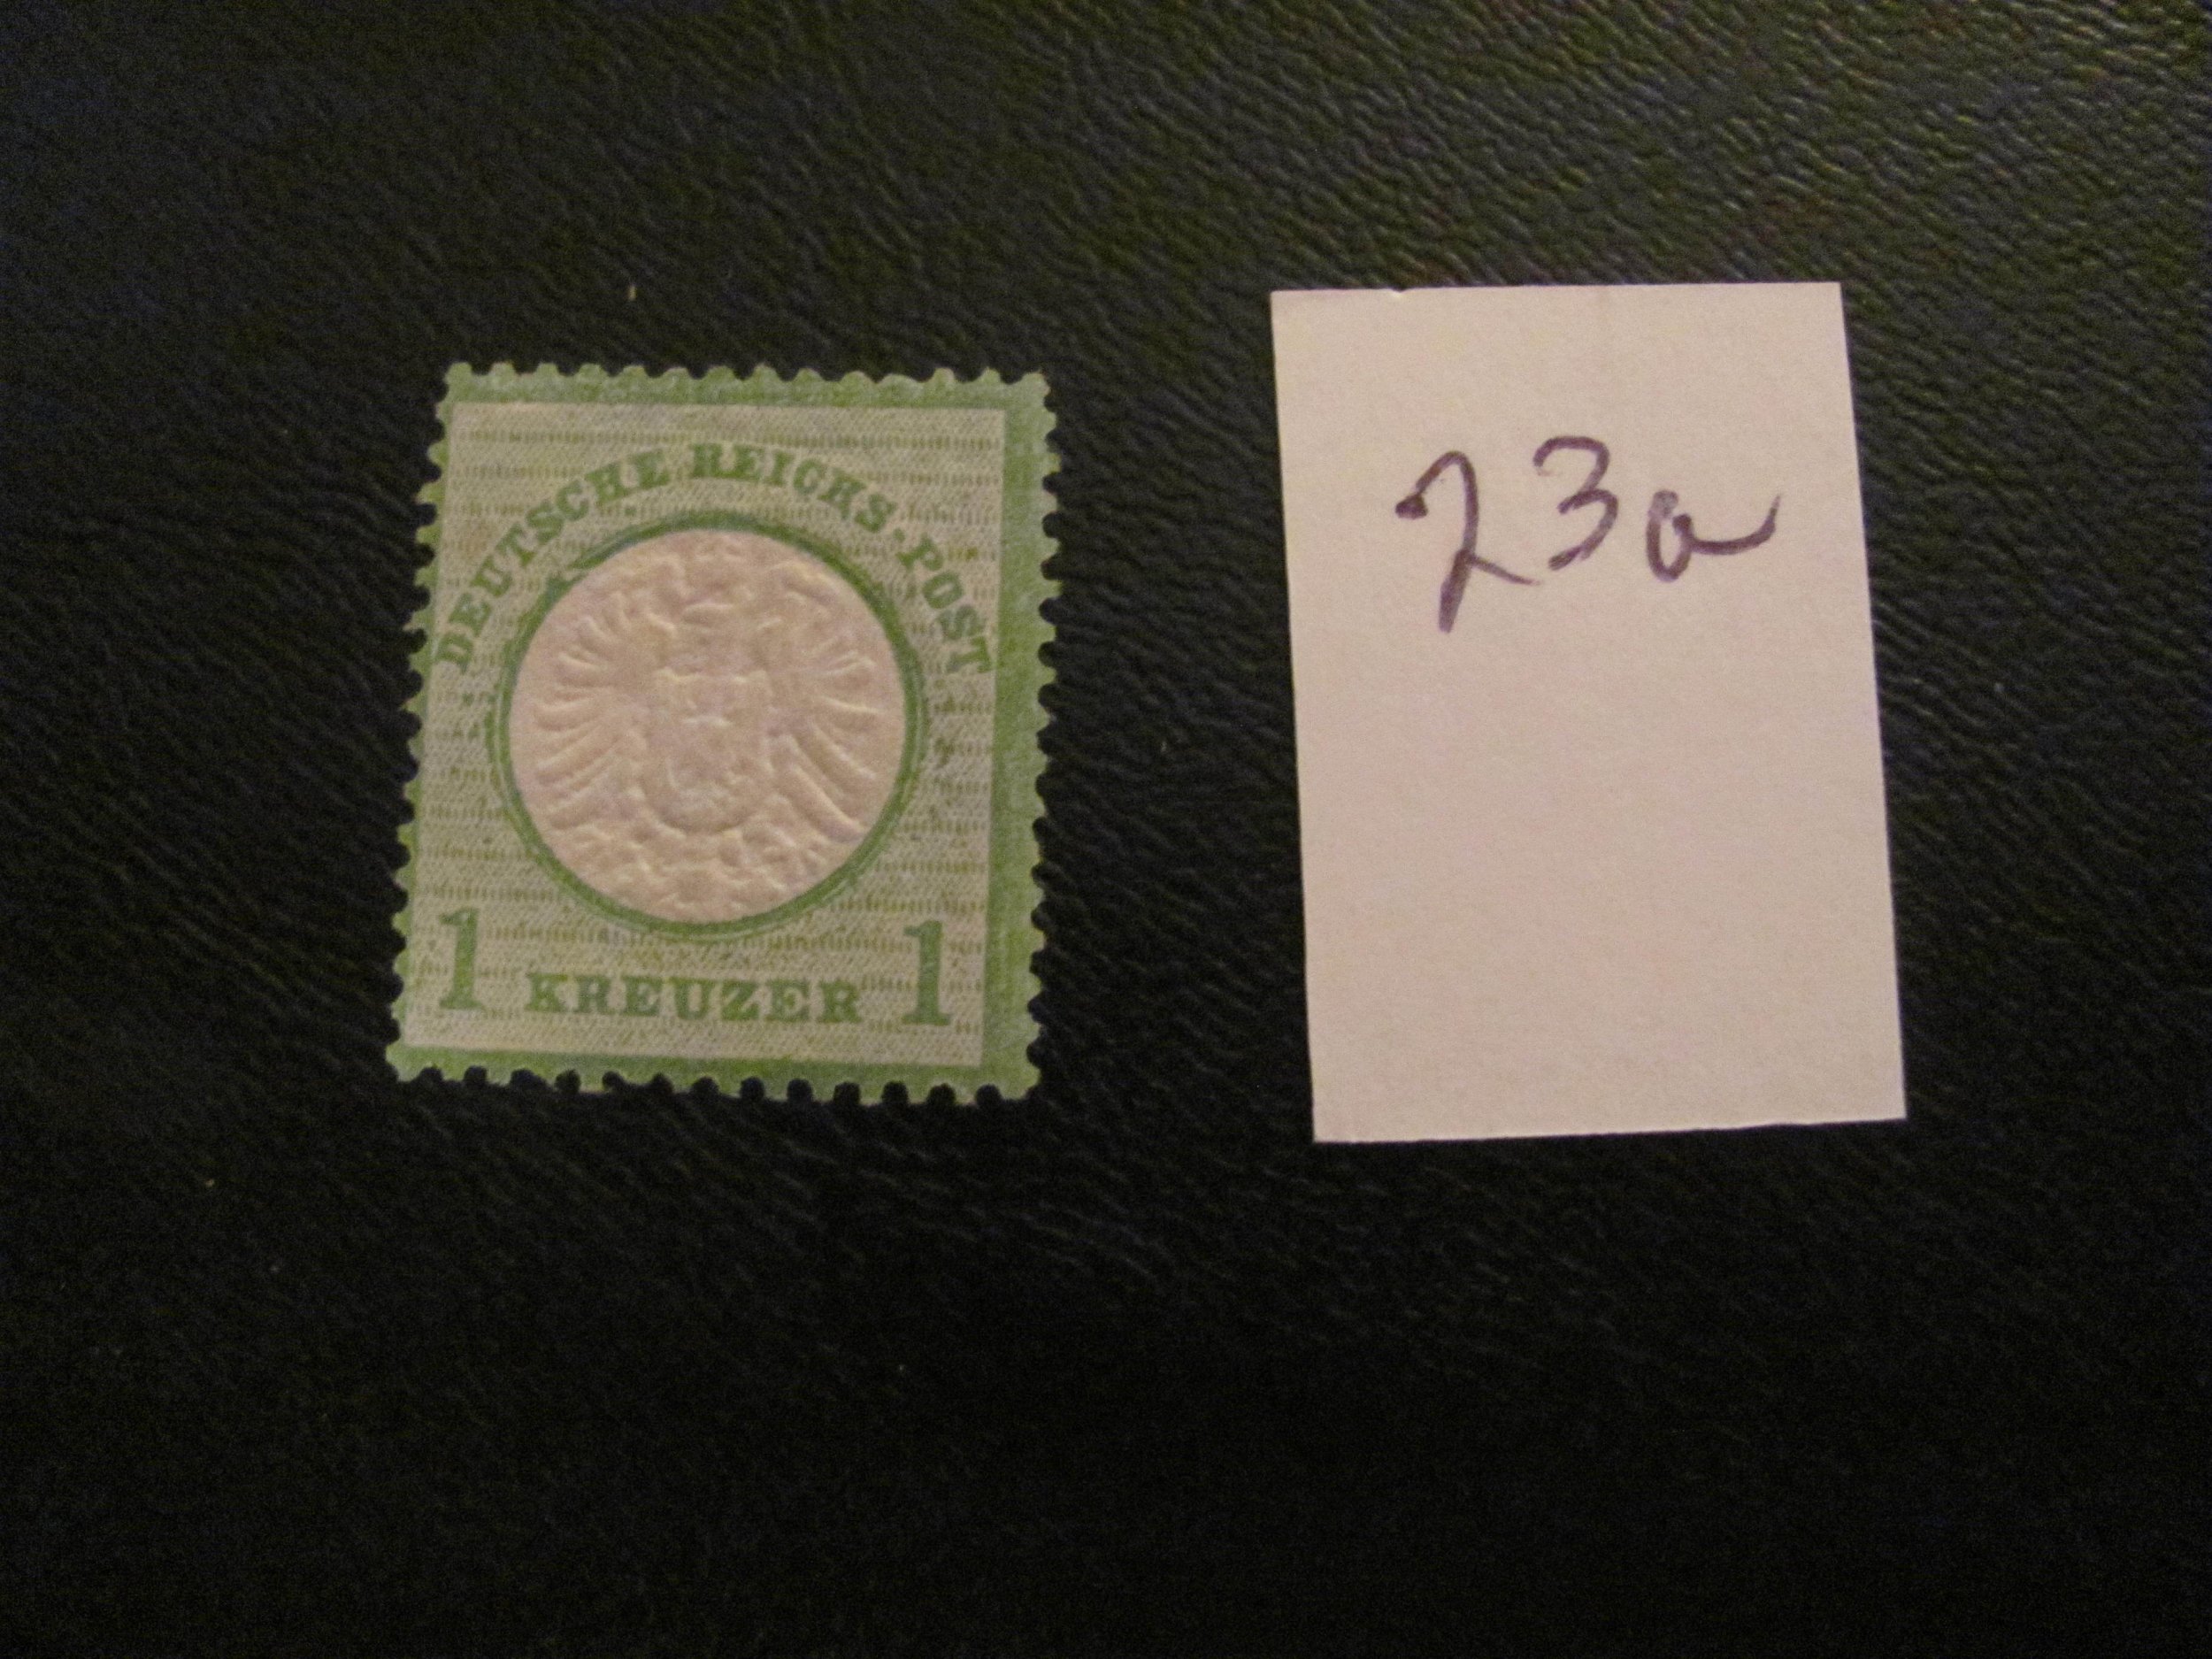 DEUTSCHE REICHS-POST
1 KREUZER 1
23a